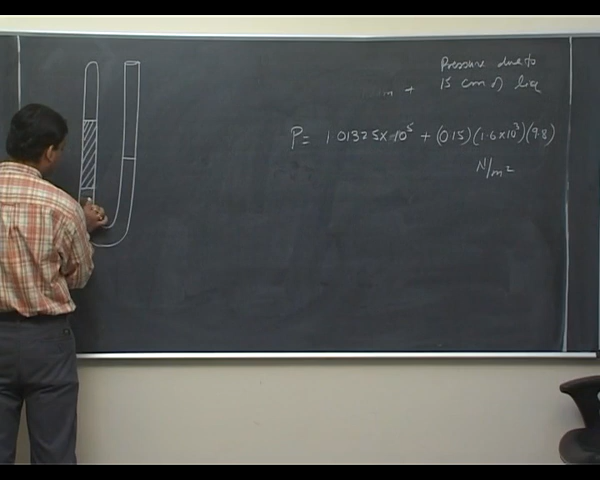 Pressure due to
m + 15 cm of liq
P = 1.01325×10⁵ + (0.15)(1.6×10³)(9.8)
N/m²